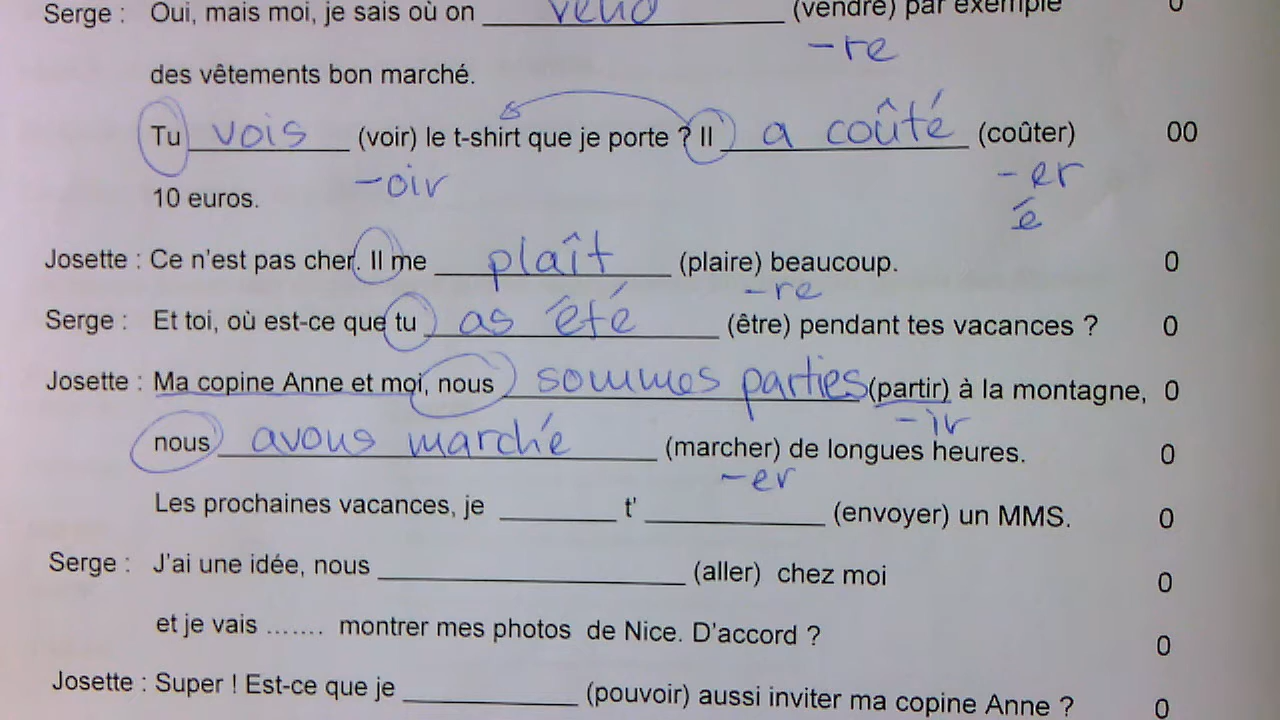 Serge : Oui, mais moi, je sais où on vend (vendre) par exemple 0
-re
des vêtements bon marché.
Tu vois (voir) le t-shirt que je porte ? Il a coûté (coûter) 00
-oir -er
10 euros. é
Josette : Ce n'est pas cher. Il me plaît (plaire) beaucoup. 0
-re
Serge : Et toi, où est-ce que tu as été (être) pendant tes vacances ? 0
Josette : Ma copine Anne et moi, nous sommes parties (partir) à la montagne, 0
-ir
nous avons marché (marcher) de longues heures. 0
-er
Les prochaines vacances, je ______ t' ______ (envoyer) un MMS. 0
Serge : J'ai une idée, nous ______ (aller) chez moi 0
et je vais ....... montrer mes photos de Nice. D'accord ? 0
Josette : Super ! Est-ce que je ______ (pouvoir) aussi inviter ma copine Anne ? 0